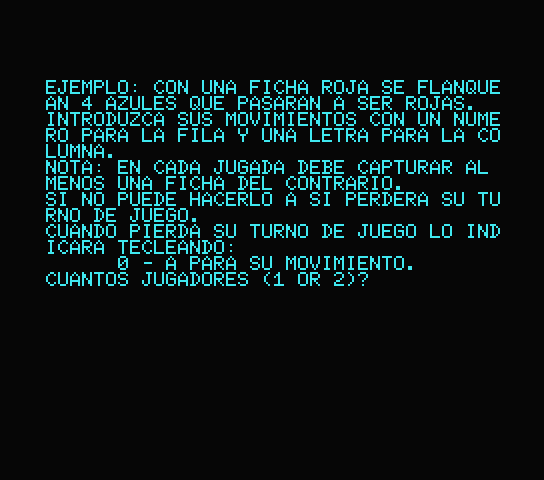 EJEMPLO: CON UNA FICHA ROJA SE FLANQUE
AN 4 AZULES QUE PASARAN A SER ROJAS.
INTRODUZCA SUS MOVIMIENTOS CON UN NUME
RO PARA LA FILA Y UNA LETRA PARA LA CO
LUMNA.
NOTA: EN CADA JUGADA DEBE CAPTURAR AL
MENOS UNA FICHA DEL CONTRARIO.
SI NO PUEDE HACERLO A SI PERDERA SU TU
RNO DE JUEGO.
CUANDO PIERDA SU TURNO DE JUEGO LO IND
ICARA TECLEANDO:
0 - A PARA SU MOVIMIENTO.
CUANTOS JUGADORES (1 OR 2)?